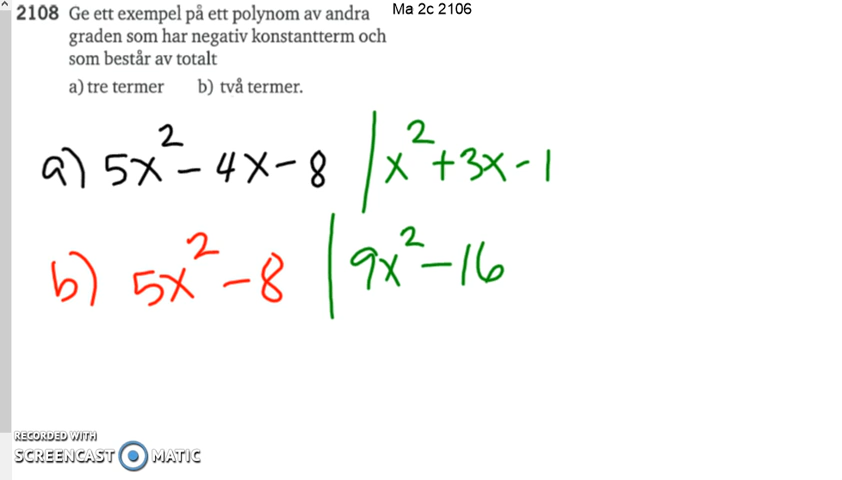 Ma 2c 2106
2108 Ge ett exempel på ett polynom av andra
graden som har negativ konstantterm och
som består av totalt
a) tre termer b) två termer.
a) 5x² - 4x - 8 | x² + 3x - 1
b) 5x² - 8 | 9x² - 16
RECORDED WITH
SCREENCAST MATIC